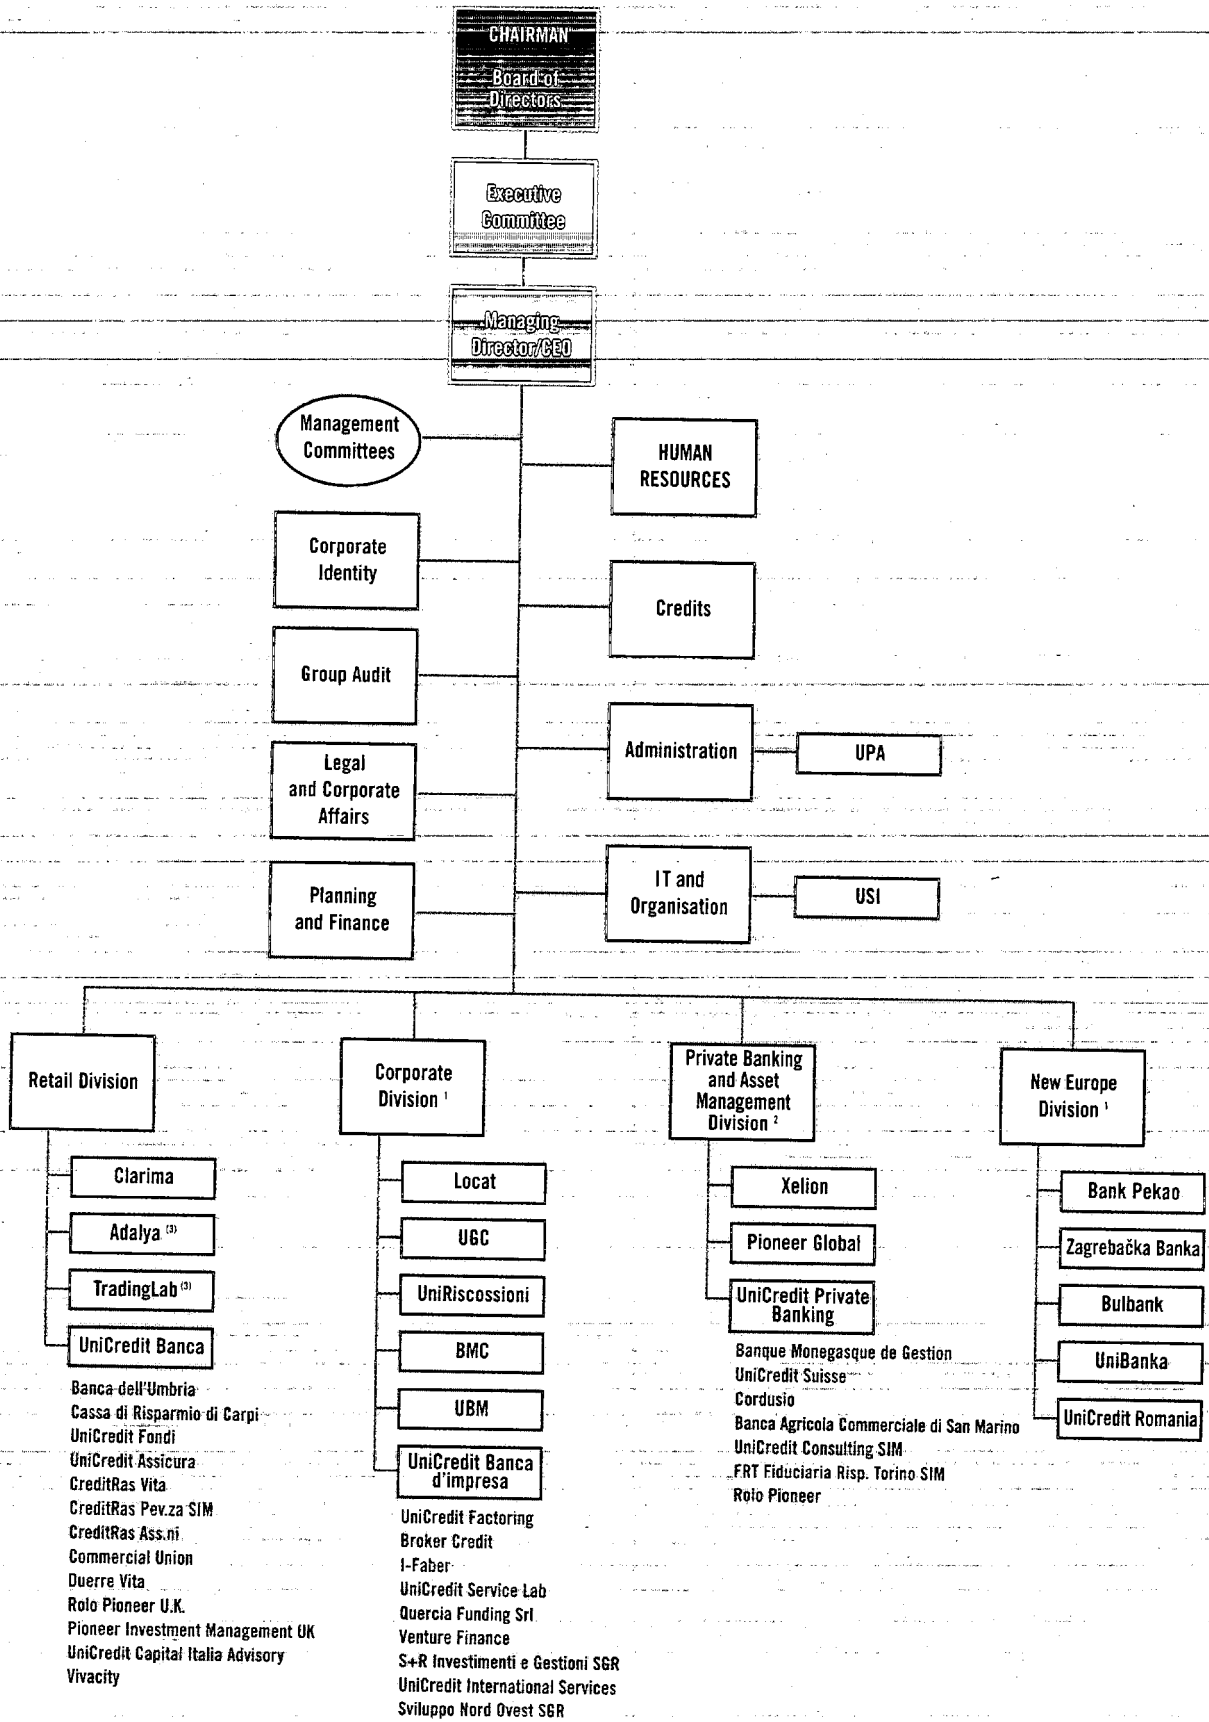 CHAIRMAN
Board of
Directors
Executive
Committee
Managing
Director/CEO
Management
Committees
HUMAN
RESOURCES
Corporate
Identity
Credits
Group Audit
Administration
UPA
Legal
and Corporate
Affairs
IT and
Organisation
USI
Planning
and Finance
Retail Division
Clarima
Adalya (3)
TradingLab (3)
UniCredit Banca
Banca dell'Umbria
Cassa di Risparmio di Carpi
UniCredit Fondi
UniCredit Assicura
CreditRas Vita
CreditRas Pev.za SIM
CreditRas Ass.ni
Commercial Union
Duerre Vita
Rolo Pioneer U.K.
Pioneer Investment Management UK
UniCredit Capital Italia Advisory
Vivacity
Corporate
Division 1
Locat
UGC
UniRiscossioni
BMC
UBM
UniCredit Banca
d'impresa
UniCredit Factoring
Broker Credit
I-Faber
UniCredit Service Lab
Quercia Funding Srl
Venture Finance
S+R Investimenti e Gestioni SGR
UniCredit International Services
Sviluppo Nord Ovest SGR
Private Banking
and Asset
Management
Division 2
Xelion
Pioneer Global
UniCredit Private
Banking
Banque Monegasque de Gestion
UniCredit Suisse
Cordusio
Banca Agricola Commerciale di San Marino
UniCredit Consulting SIM
FRT Fiduciaria Risp. Torino SIM
Rolo Pioneer
New Europe
Division 1
Bank Pekao
Zagrebačka Banka
Bulbank
UniBanka
UniCredit Romania